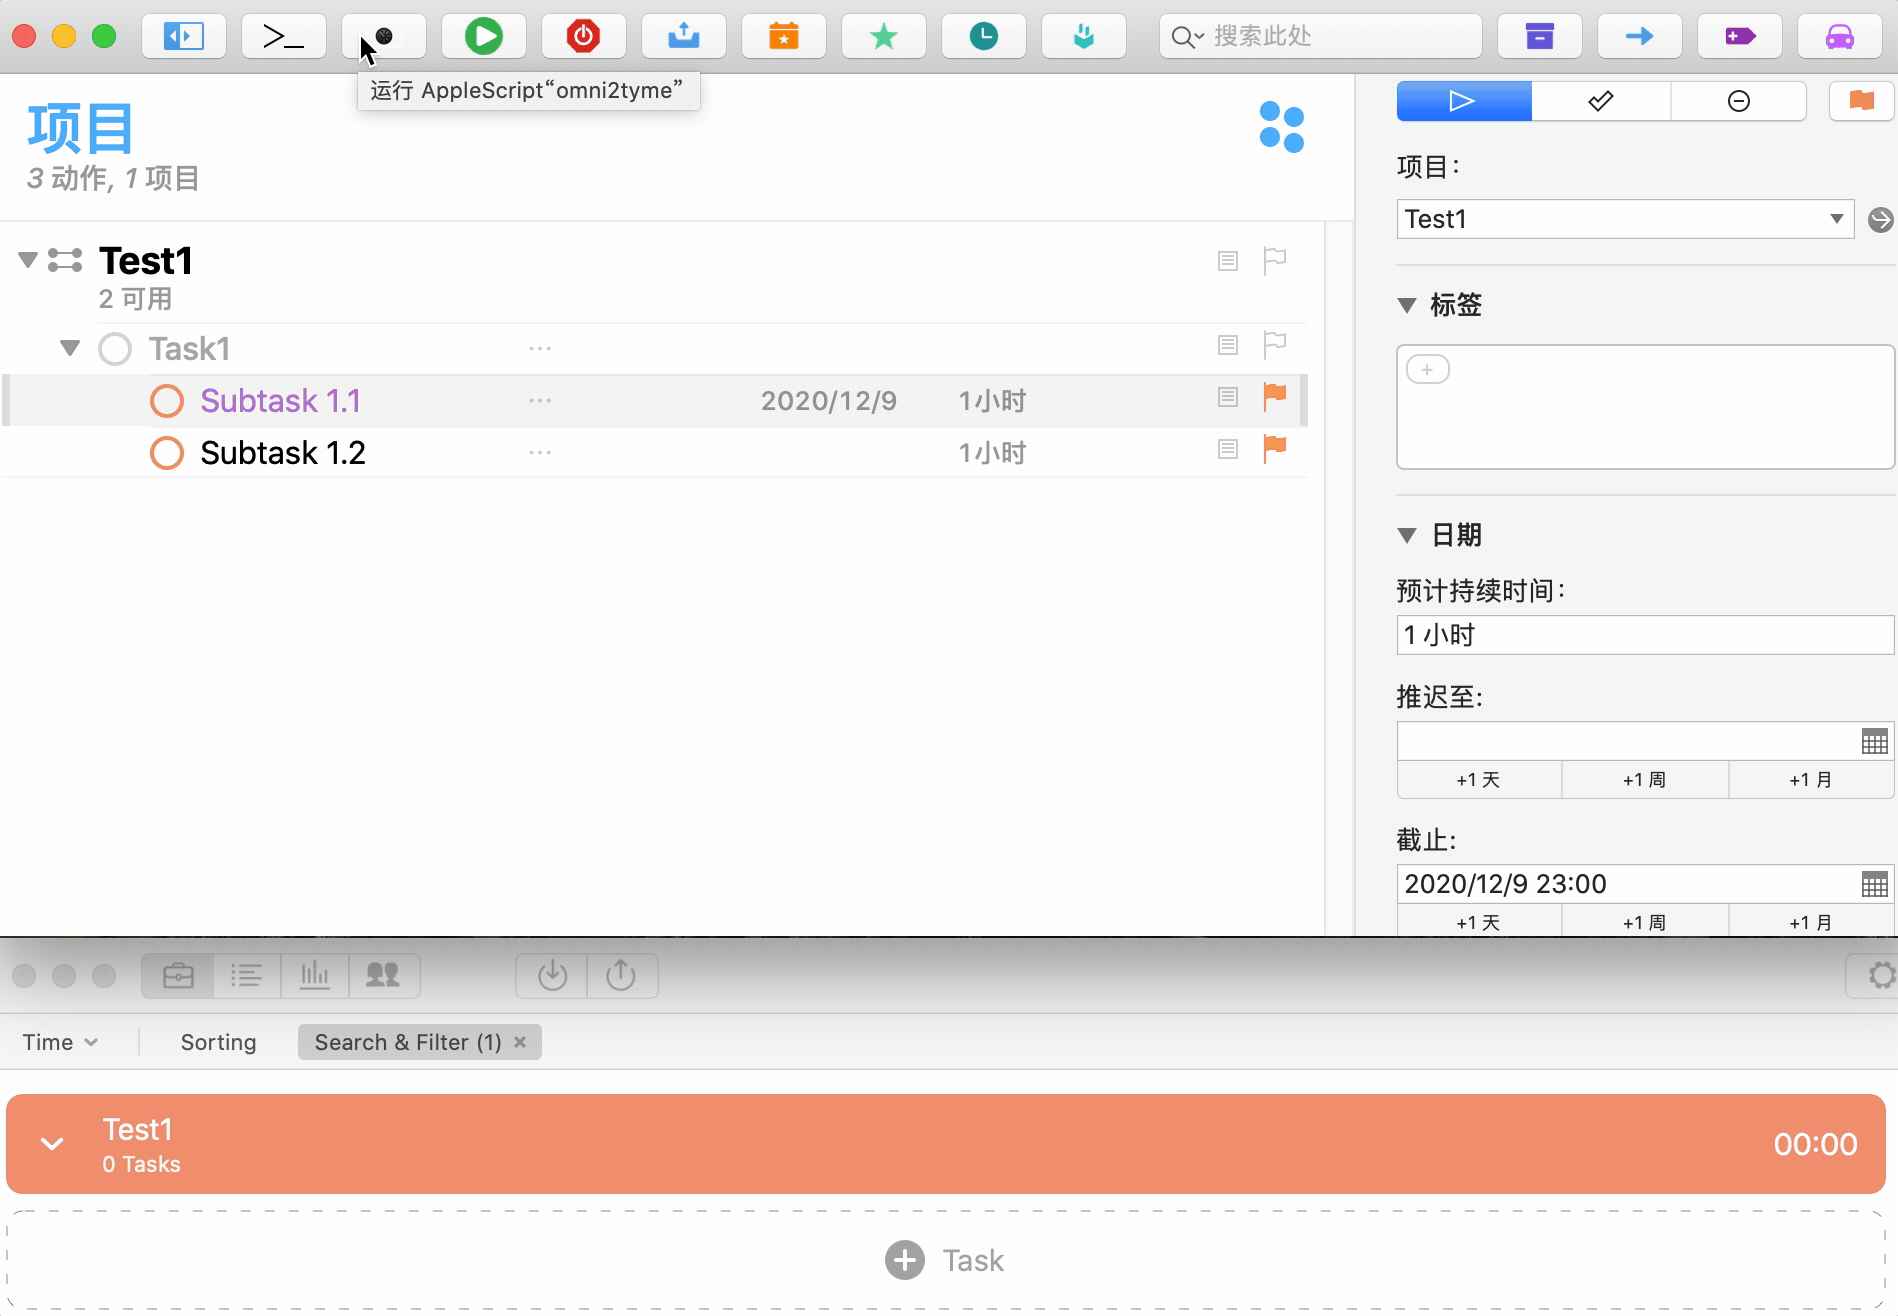 搜索此处
运行 AppleScript“omni2tyme”
项目
3 动作, 1 项目
Test1
2 可用
Task1
Subtask 1.1 2020/12/9 1小时
Subtask 1.2 1小时
项目：
Test1
标签
日期
预计持续时间：
1 小时
推迟至:
+1 天 +1 周 +1 月
截止:
2020/12/9 23:00
+1 天 +1 周 +1 月
Time Sorting Search & Filter (1) ×
Test1
0 Tasks
00:00
Task